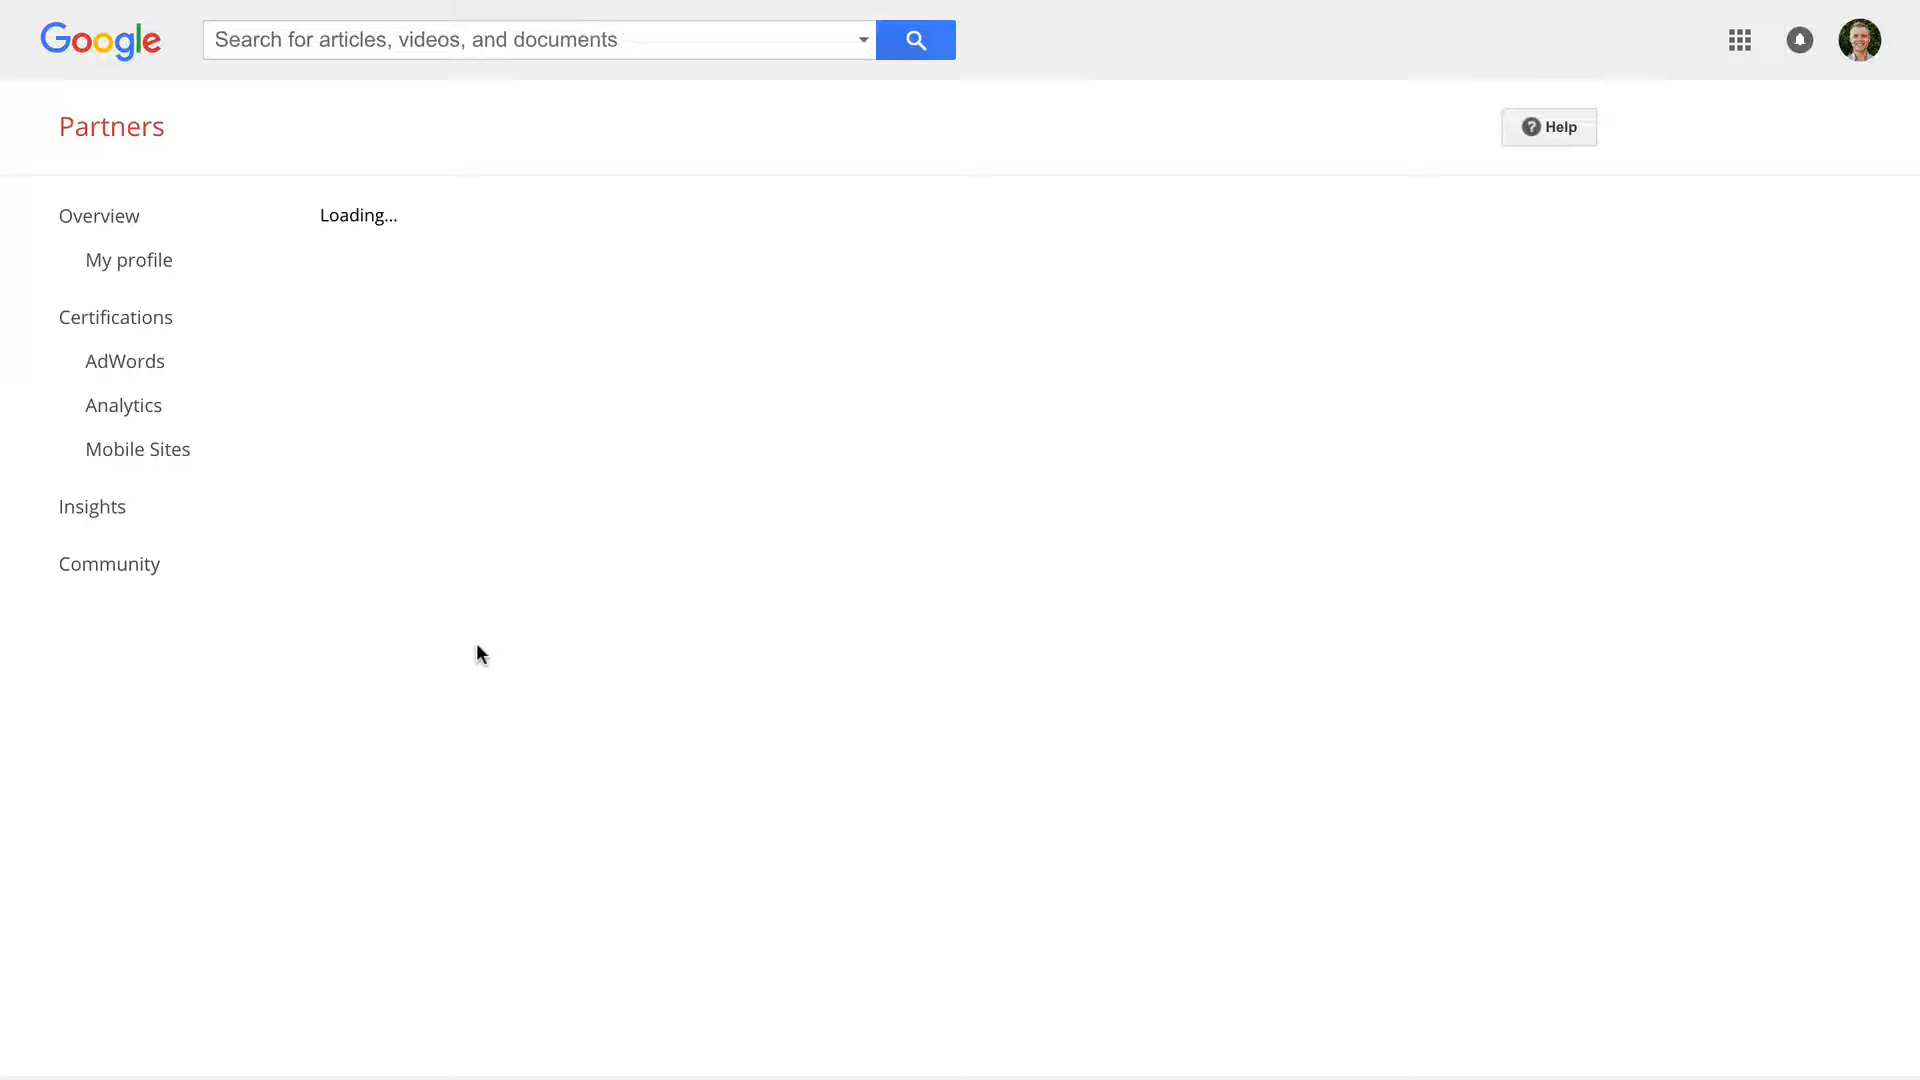 Google
Search for articles, videos, and documents
Partners
Help
Overview
Loading...
My profile
Certifications
AdWords
Analytics
Mobile Sites
Insights
Community